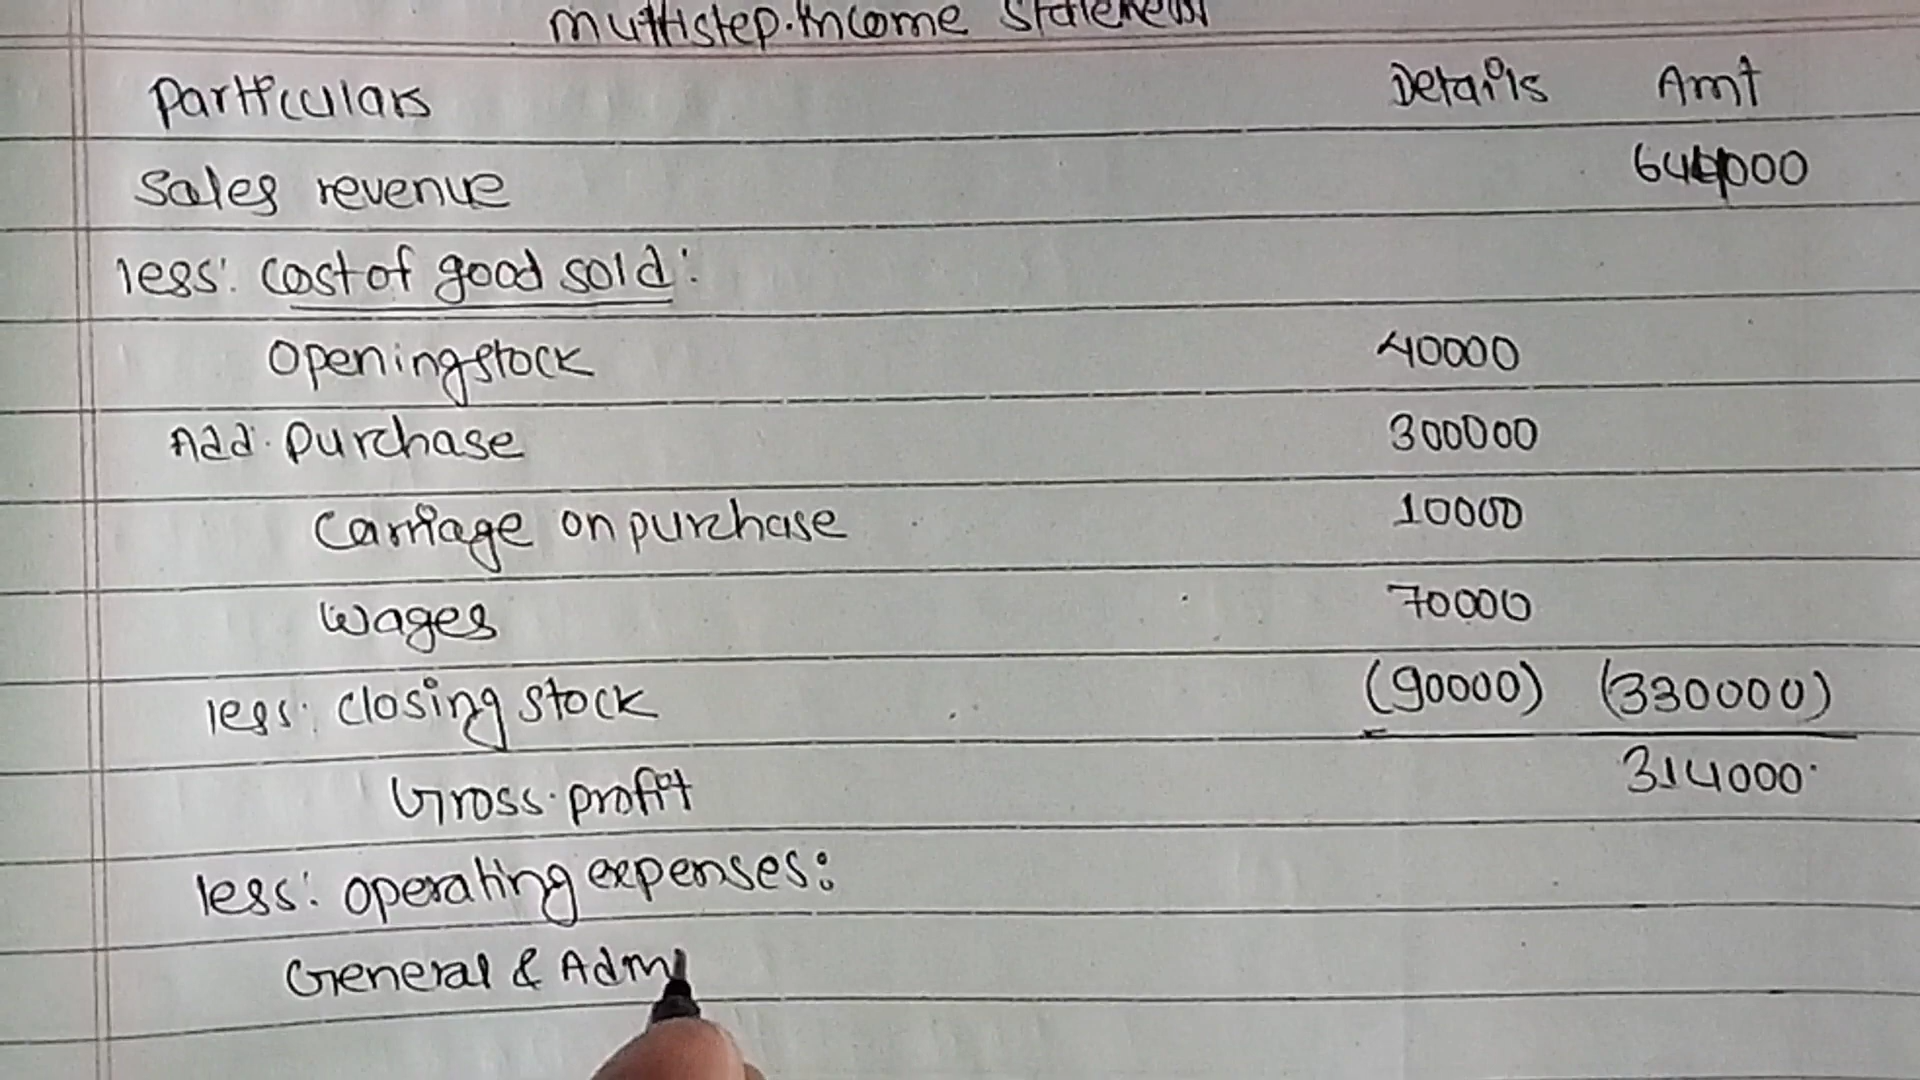 multistep. Income Statement
particulars Details Amt
Sales revenue 644000
less: cost of good sold:
Opening stock 40000
Add. purchase 300000
Carriage on purchase 10000
wages 70000
less: closing stock (90000) (330000)
Gross. profit 314000
less: operating expenses:
General & Adm